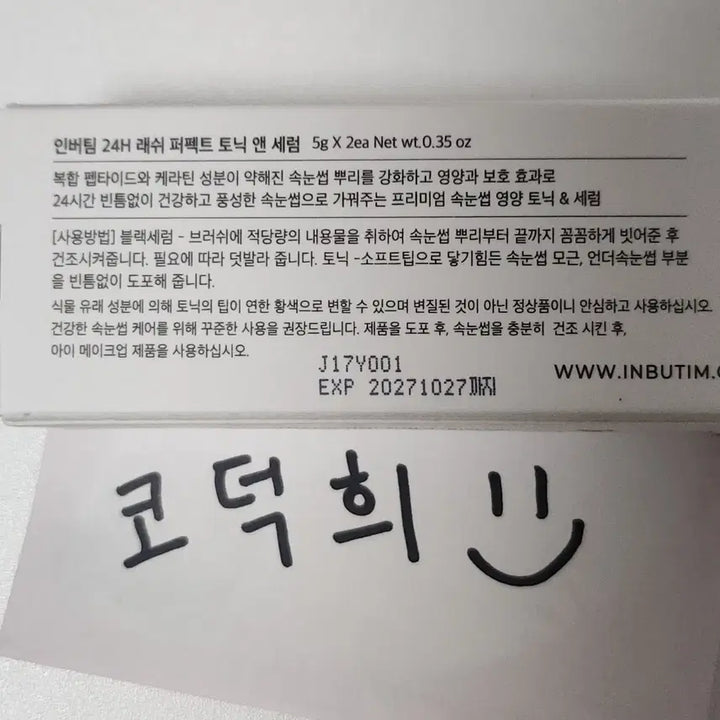 인버팀 24H 래쉬 퍼펙트 토닉 앤 세럼 5g X 2ea Net wt.0.35 oz
복합 펩타이드와 케라틴 성분이 약해진 속눈썹 뿌리를 강화하고 영양과 보호 효과로
24시간 빈틈없이 건강하고 풍성한 속눈썹으로 가꿔주는 프리미엄 속눈썹 영양 토닉 & 세럼
[사용방법] 블랙세럼 - 브러쉬에 적당량의 내용물을 취하여 속눈썹 뿌리부터 끝까지 꼼꼼하게 빗어준 후
건조시켜줍니다. 필요에 따라 덧발라 줍니다. 토닉 -소프트팁으로 닿기힘든 속눈썹 모근, 언더속눈썹 부분
을 빈틈없이 도포해 줍니다.
식물 유래 성분에 의해 토닉의 팁이 연한 황색으로 변할 수 있으며 변질된 것이 아닌 정상품이니 안심하고 사용하십시오.
건강한 속눈썹 케어를 위해 꾸준한 사용을 권장드립니다. 제품을 도포 후, 속눈썹을 충분히 건조 시킨 후,
아이 메이크업 제품을 사용하십시오.
J17Y001
EXP 20271027까지
WWW.INBUTIM.C
코덕희